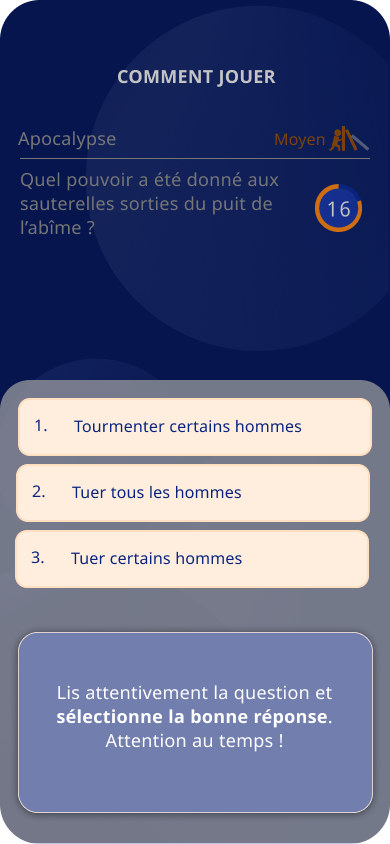 COMMENT JOUER
Apocalypse
Moyen
Quel pouvoir a été donné aux
sauterelles sorties du puit de
l'abîme ?
16
1. Tourmenter certains hommes
2. Tuer tous les hommes
3. Tuer certains hommes
Lis attentivement la question et
sélectionne la bonne réponse.
Attention au temps !